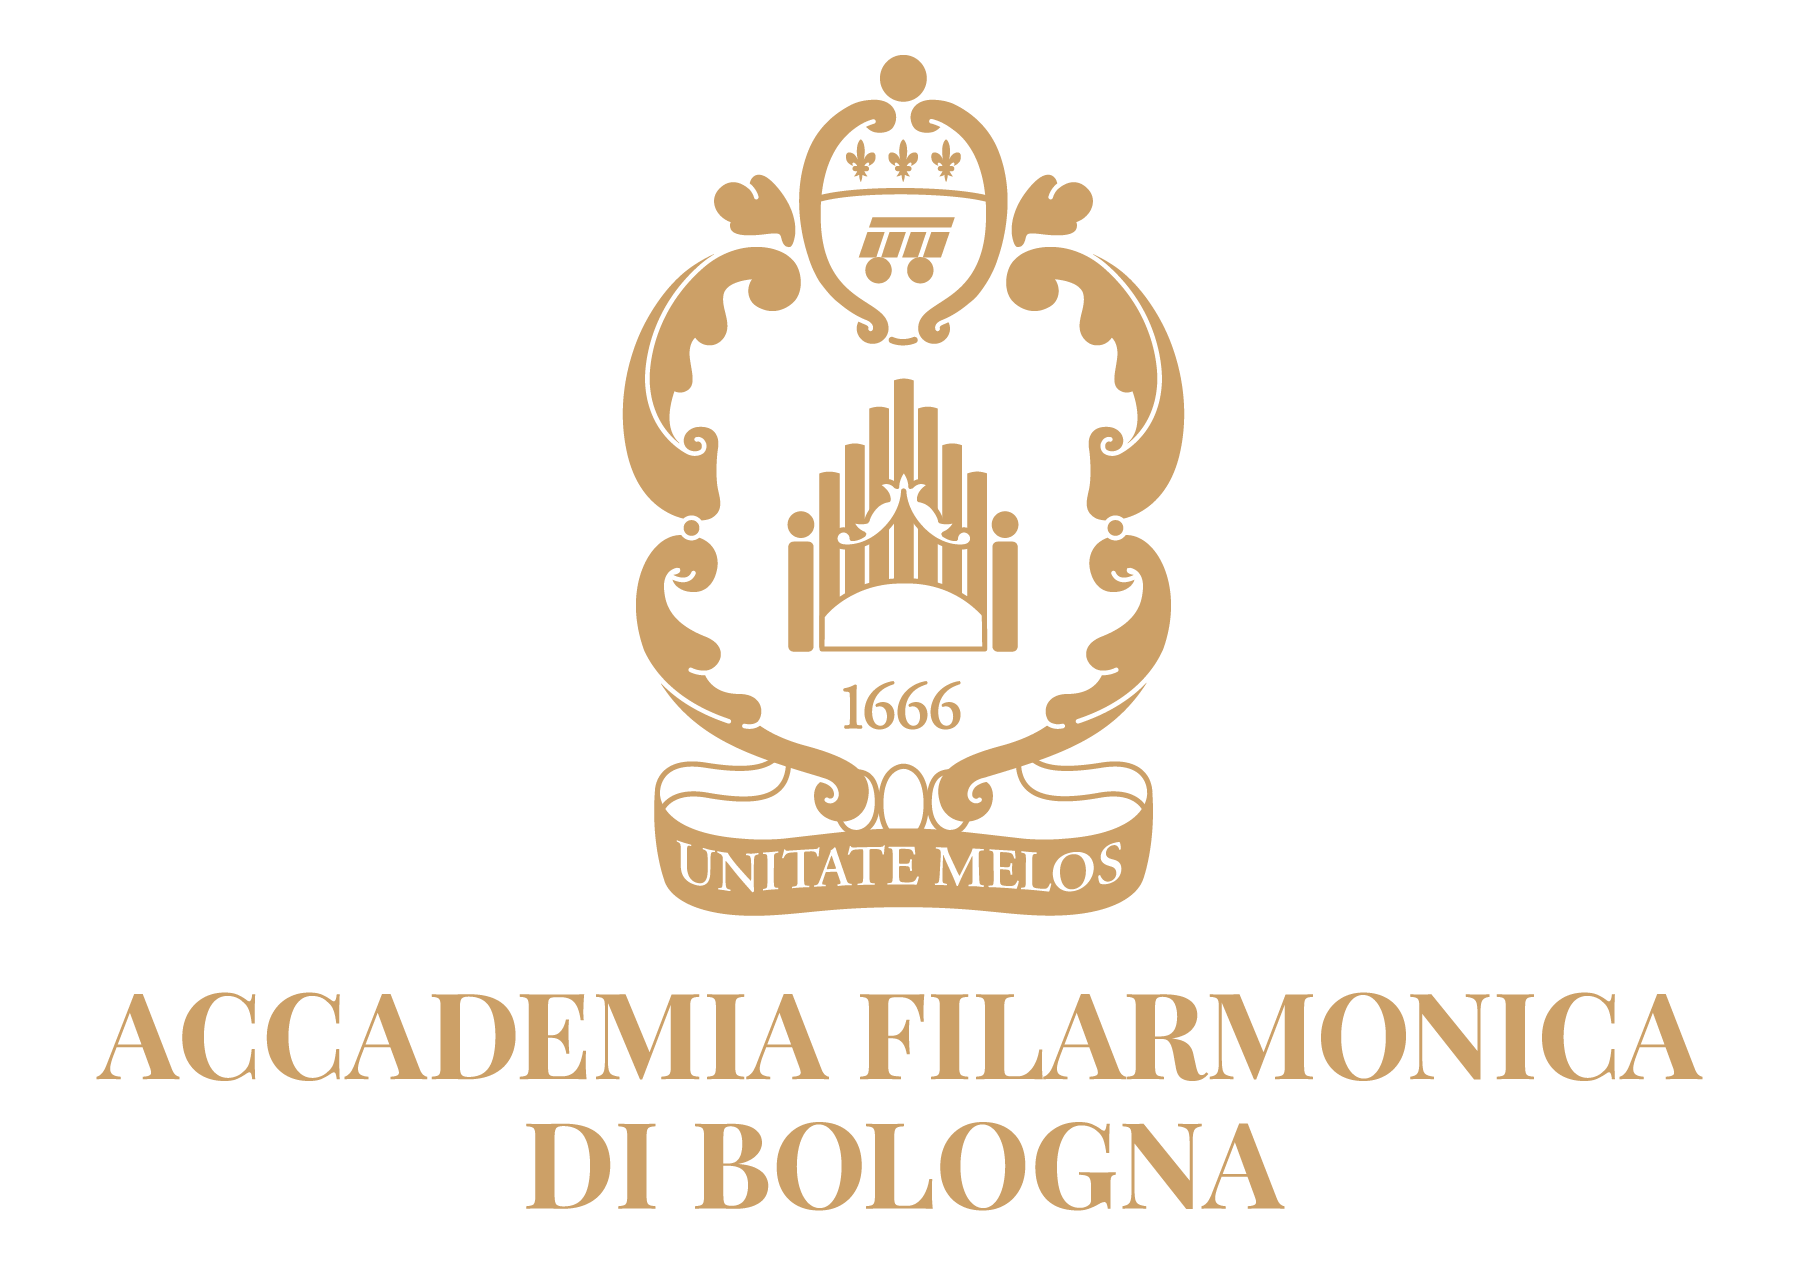 1666
UNITATE MELOS
ACCADEMIA FILARMONICA
DI BOLOGNA